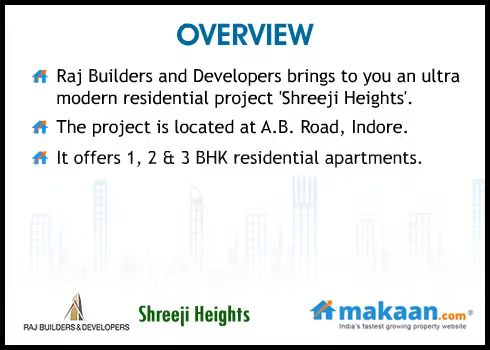 OVERVIEW
Raj Builders and Developers brings to you an ultra
modern residential project 'Shreeji Heights'.
The project is located at A.B. Road, Indore.
It offers 1, 2 & 3 BHK residential apartments.
RAJ BUILDERS & DEVELOPERS
Shreeji Heights
makaan.com®
India's fastest growing property website